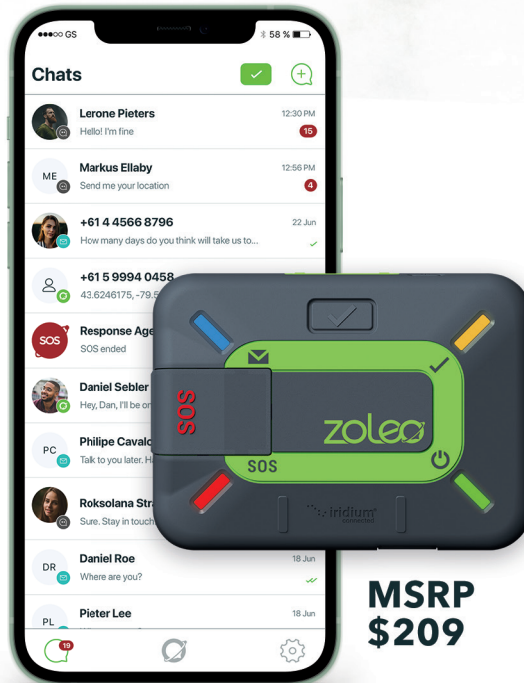 GS
58 %
Chats
Lerone Pieters
12:30 PM
Hello! I'm fine
15
ME
Markus Ellaby
12:56 PM
Send me your location
4
+61 4 4566 8796
22 Jun
How many days do you think will take us to...
+61 5 9994 0458
43.6246175, -79.5
SOS
Response Age
SOS ended
Daniel Sebler
Hey, Dan, I'll be on
PC
Philipe Cavalc
Talk to you later. Ha
Roksolana Stra
Sure. Stay in touch
DR
Daniel Roe
18 Jun
Where are you?
PL
Pieter Lee
18 Jun
19
SOS
zoleo
SOS
iridium
connected
MSRP
$209